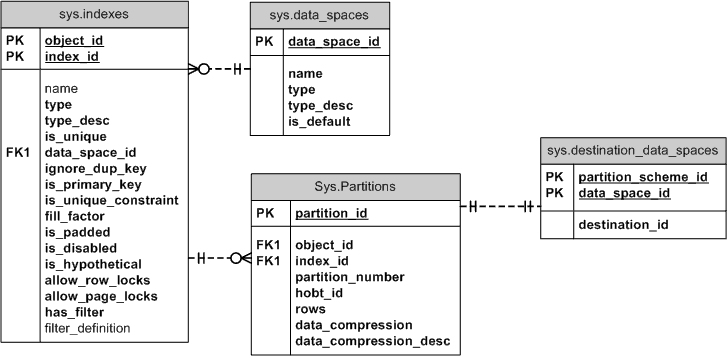 sys.indexes
PK object_id
PK index_id
name
type
type_desc
is_unique
FK1 data_space_id
ignore_dup_key
is_primary_key
is_unique_constraint
fill_factor
is_padded
is_disabled
is_hypothetical
allow_row_locks
allow_page_locks
has_filter
filter_definition
sys.data_spaces
PK data_space_id
name
type
type_desc
is_default
Sys.Partitions
PK partition_id
FK1 object_id
FK1 index_id
partition_number
hobt_id
rows
data_compression
data_compression_desc
sys.destination_data_spaces
PK partition_scheme_id
PK data_space_id
destination_id